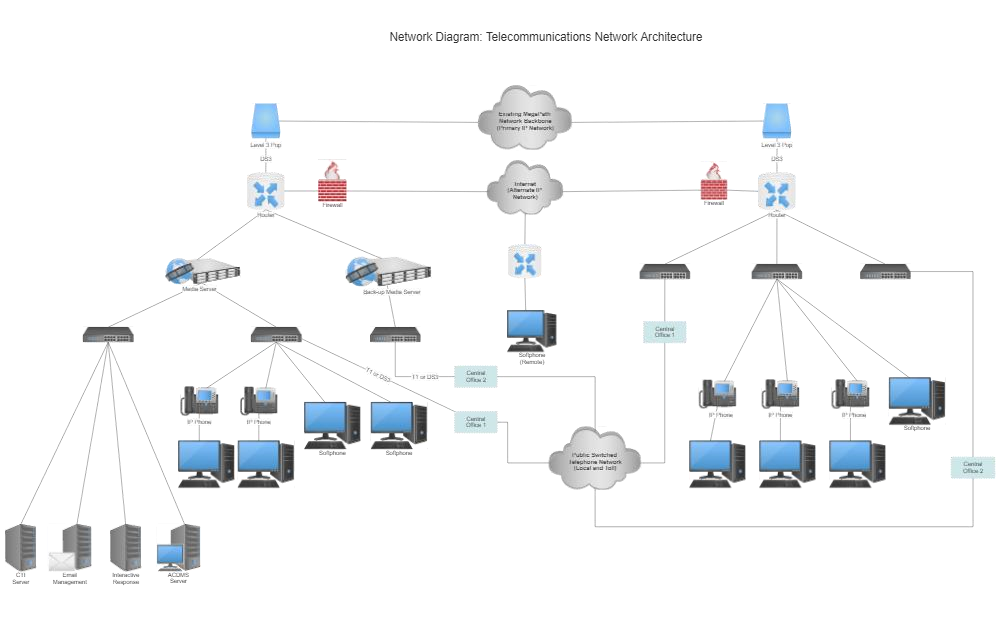 Network Diagram: Telecommunications Network Architecture
Existing MegaPath
Network Backbone
(Primary IP Network)
Level 3 Pop
Level 3 Pop
DS3
DS3
Internet
(Alternate IP
Network)
Firewall
Firewall
Router
Router
Media Server
Back-up Media Server
Central
Office 1
Softphone
(Remote)
T1 or DS3
T1 or DS3
Central
Office 2
IP Phone
IP Phone
Central
Office 1
IP Phone
IP Phone
IP Phone
Softphone
Softphone
Softphone
Public Switched
Telephone Network
(Local and Toll)
Central
Office 2
CTI
Server
Email
Management
Interactive
Response
ACDMS
Server